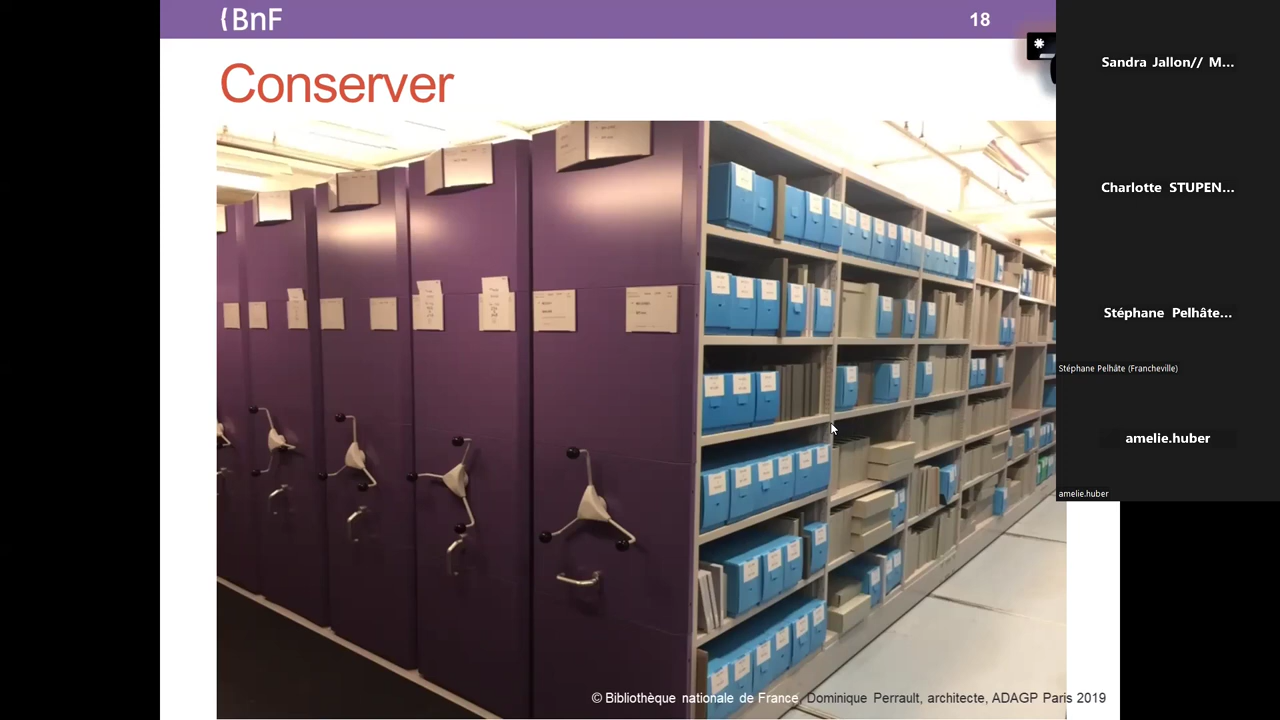 BnF
18
Conserver
Sandra Jallon// M...
Charlotte STUPEN...
Stéphane Pelhâte...
Stéphane Pelhâte (Francheville)
amelie.huber
amelie.huber
© Bibliothèque nationale de France, Dominique Perrault, architecte, ADAGP Paris 2019